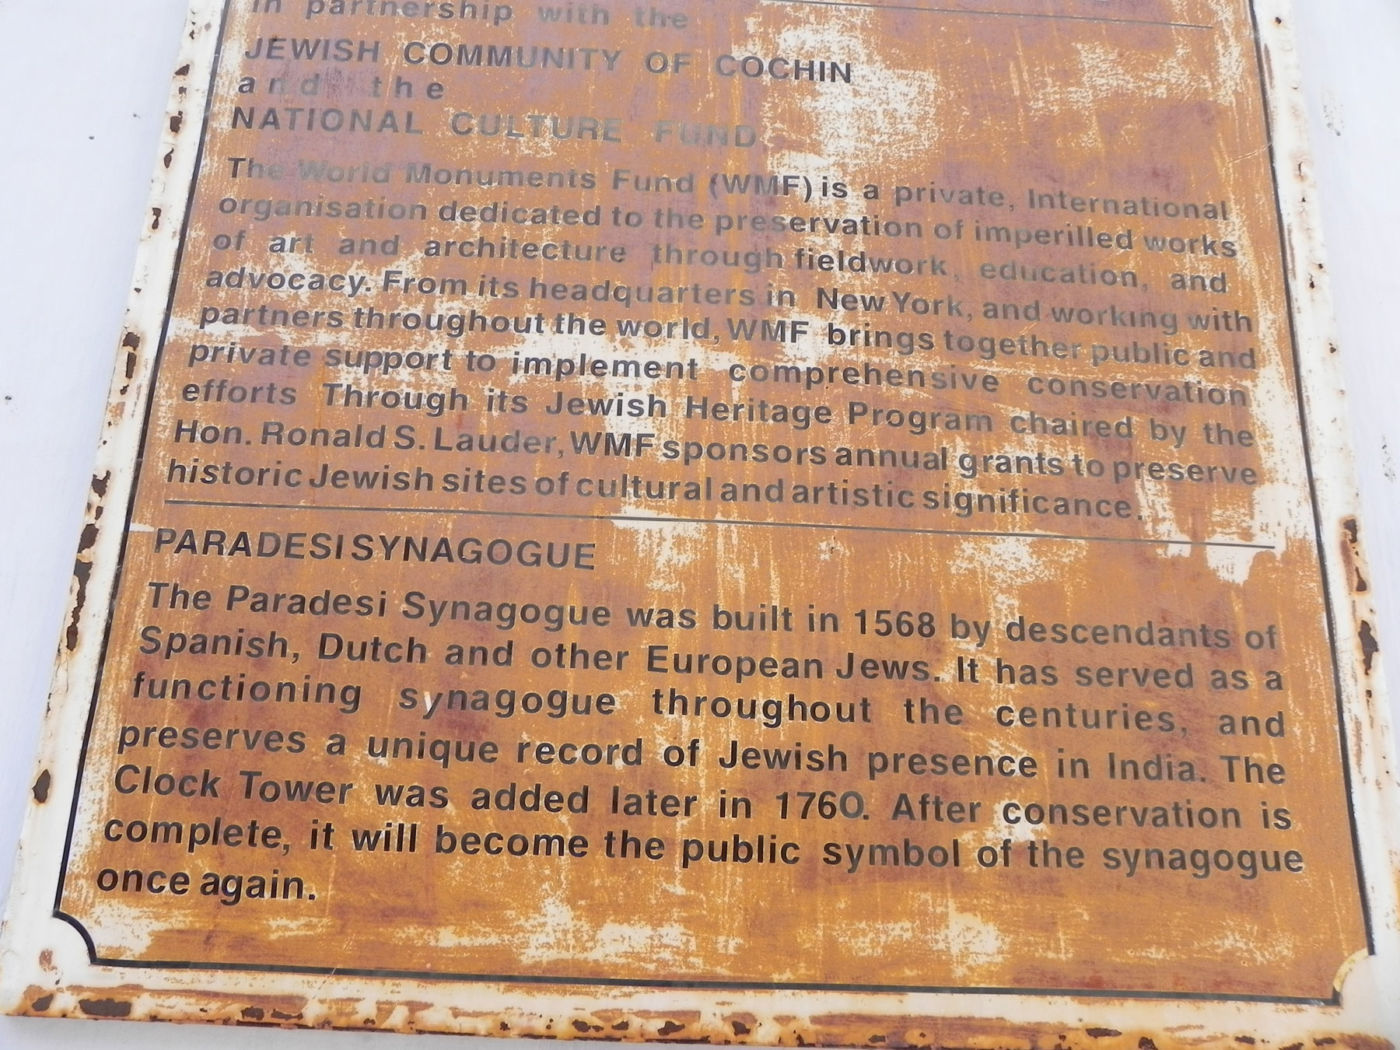 in partnership with the
JEWISH COMMUNITY OF COCHIN
and the
NATIONAL CULTURE FUND
The World Monuments Fund (WMF) is a private, International
organisation dedicated to the preservation of imperilled works
of art and architecture through fieldwork, education, and
advocacy. From its headquarters in New York, and working with
partners throughout the world, WMF brings together public and
private support to implement comprehensive conservation
efforts Through its Jewish Heritage Program chaired by the
Hon. Ronald S. Lauder, WMF sponsors annual grants to preserve
historic Jewish sites of cultural and artistic significance.
PARADESI SYNAGOGUE
The Paradesi Synagogue was built in 1568 by descendants of
Spanish, Dutch and other European Jews. It has served as a
functioning synagogue throughout the centuries, and
preserves a unique record of Jewish presence in India. The
Clock Tower was added later in 1760. After conservation is
complete, it will become the public symbol of the synagogue
once again.